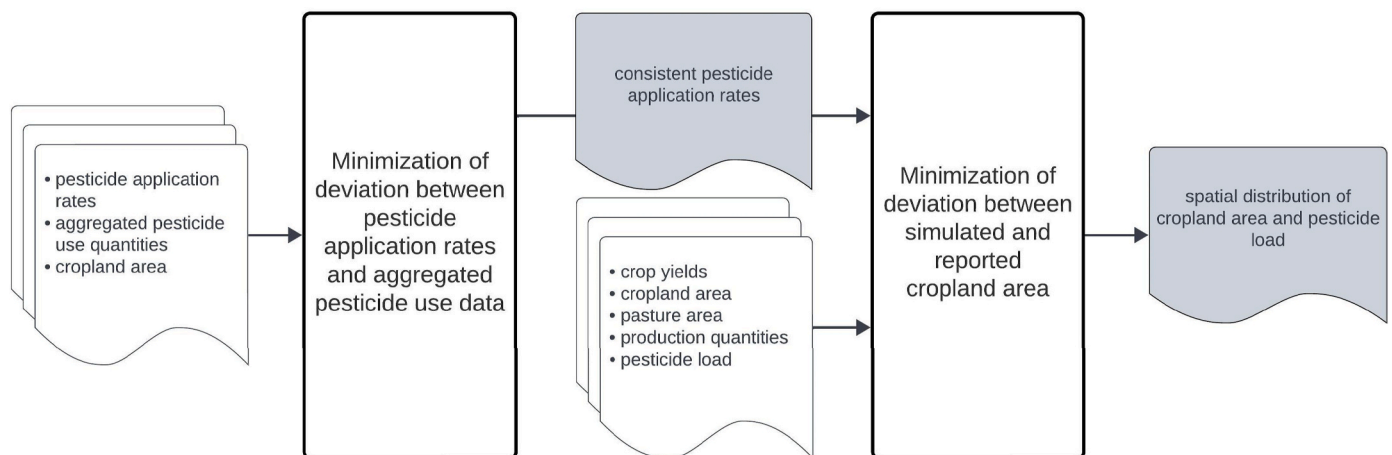 • pesticide application
rates
• aggregated pesticide
use quantities
• cropland area
Minimization of
deviation between
pesticide
application rates
and aggregated
pesticide use data
consistent pesticide
application rates
• crop yields
• cropland area
• pasture area
• production quantities
• pesticide load
Minimization of
deviation between
simulated and
reported
cropland area
spatial distribution of
cropland area and pesticide
load